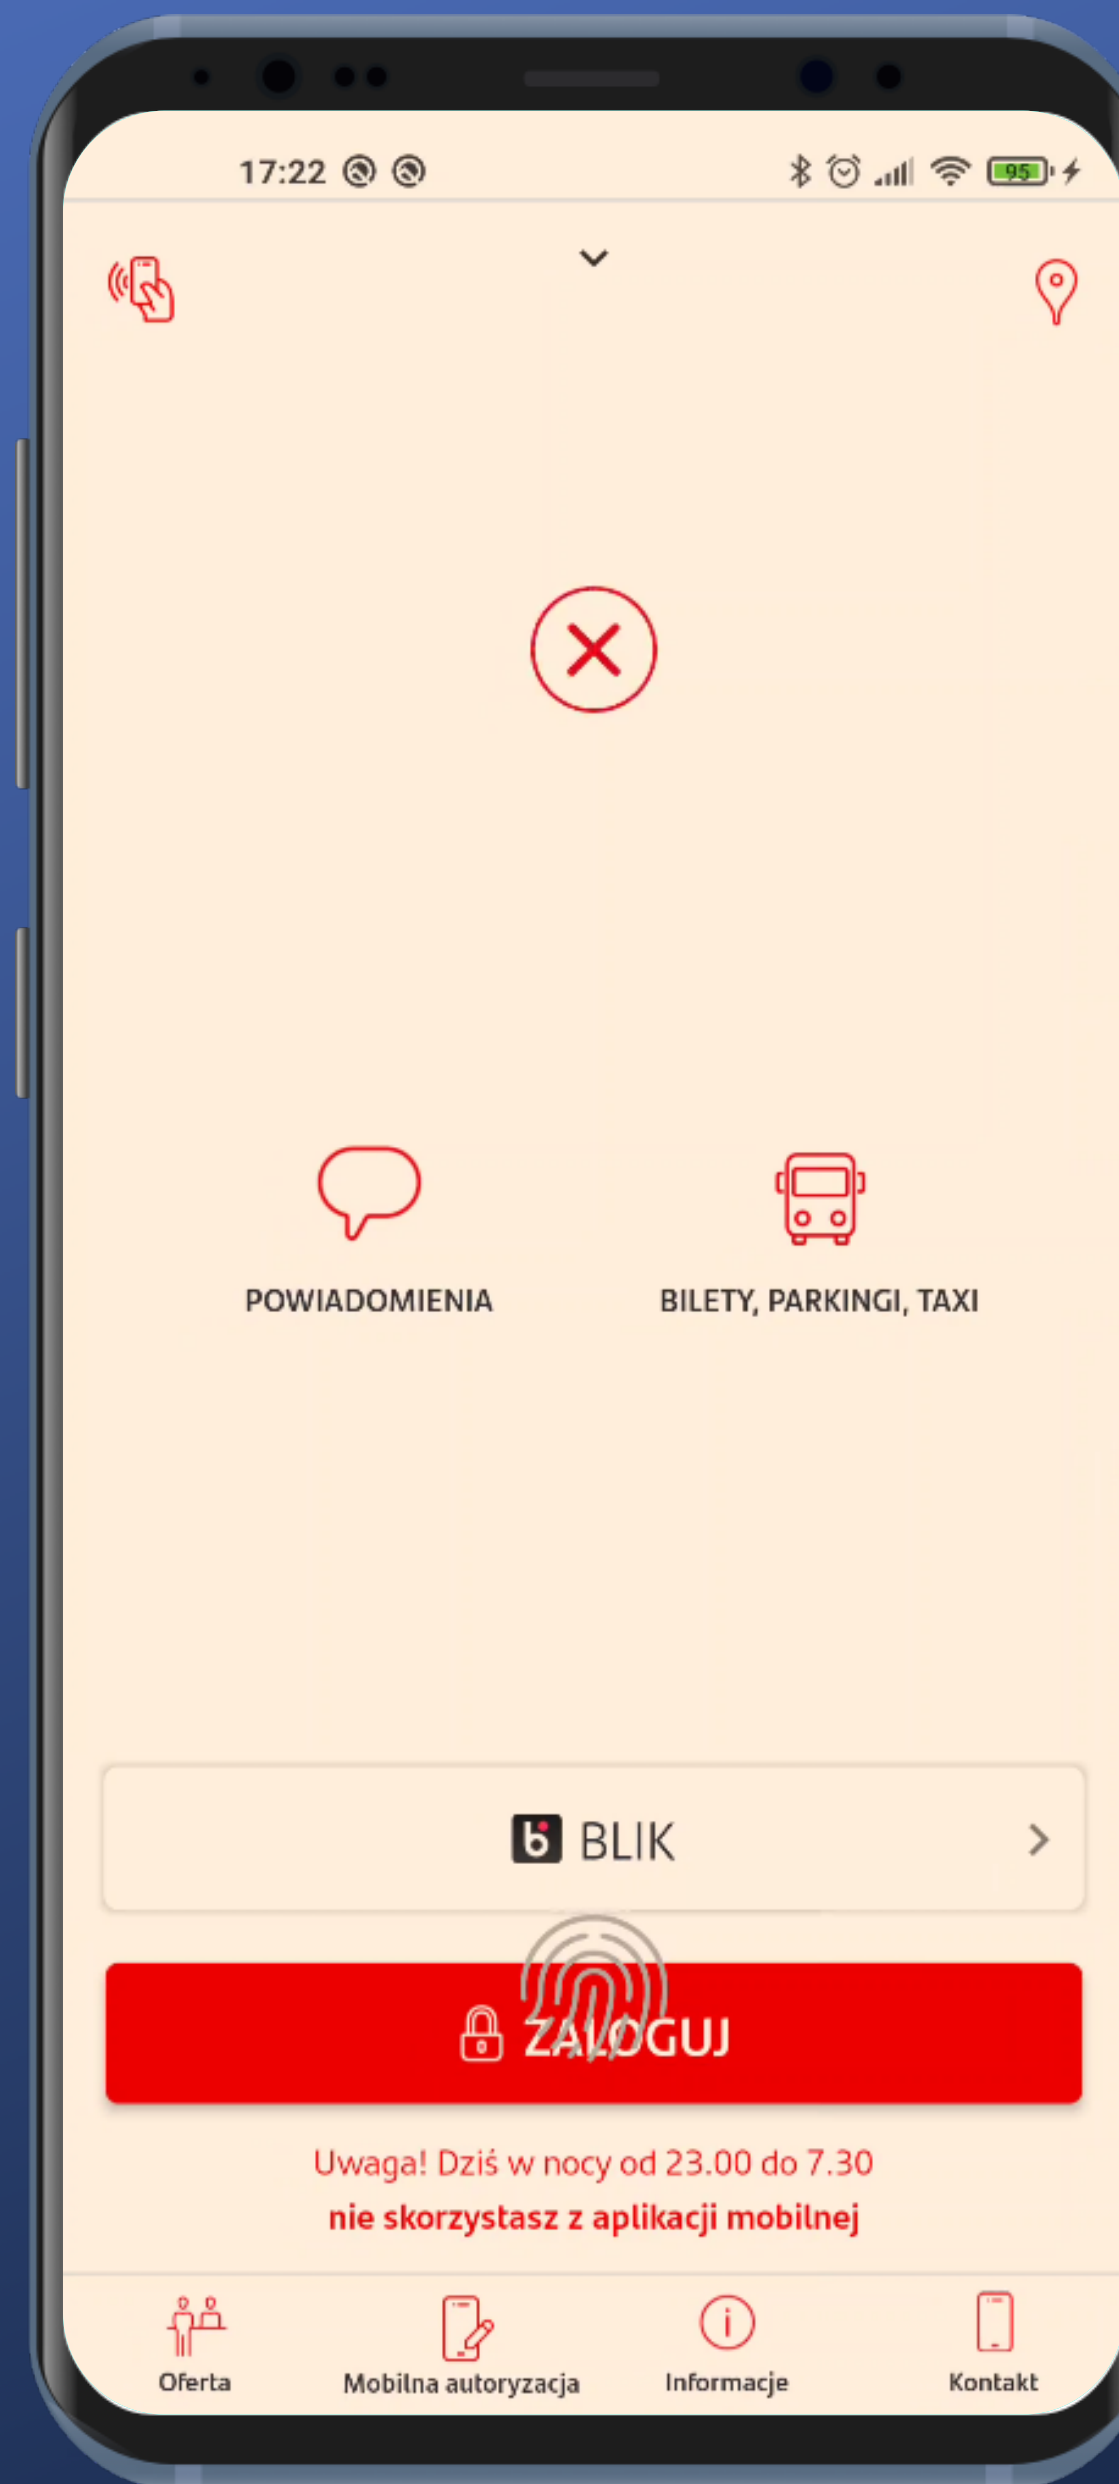 17:22
95
POWIADOMIENIA
BILETY, PARKINGI, TAXI
b BLIK
ZALOGUJ
Uwaga! Dziś w nocy od 23.00 do 7.30
nie skorzystasz z aplikacji mobilnej
Oferta
Mobilna autoryzacja
Informacje
Kontakt